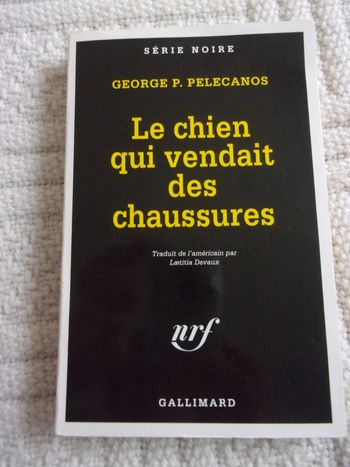 SÉRIE NOIRE
GEORGE P. PELECANOS
Le chien
qui vendait
des
chaussures
Traduit de l'américain par
Lætitia Devaux
nrf
GALLIMARD